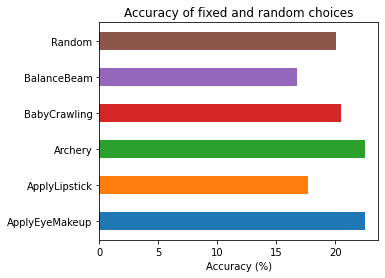 Accuracy of fixed and random choices
Random
BalanceBeam
BabyCrawling
Archery
ApplyLipstick
ApplyEyeMakeup
0 5 10 15 20
Accuracy (%)